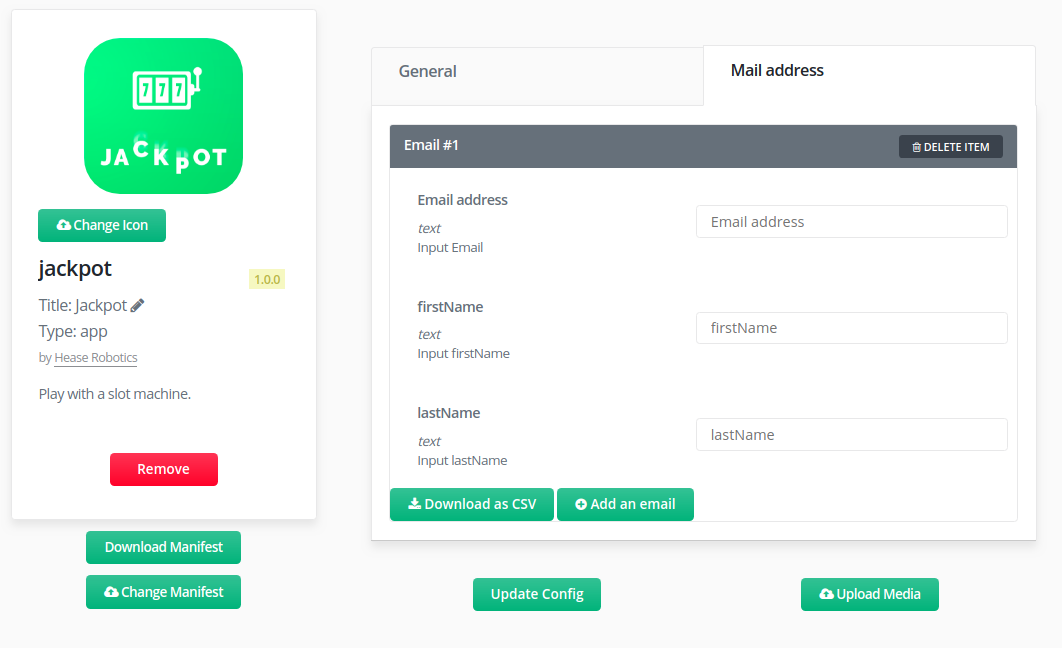 777
JACKPOT
Change Icon
jackpot
1.0.0
Title: Jackpot
Type: app
by Hease Robotics
Play with a slot machine.
Remove
Download Manifest
Change Manifest
General
Mail address
Email #1
DELETE ITEM
Email address
text
Input Email
Email address
firstName
text
Input firstName
firstName
lastName
text
Input lastName
lastName
Download as CSV
Add an email
Update Config
Upload Media